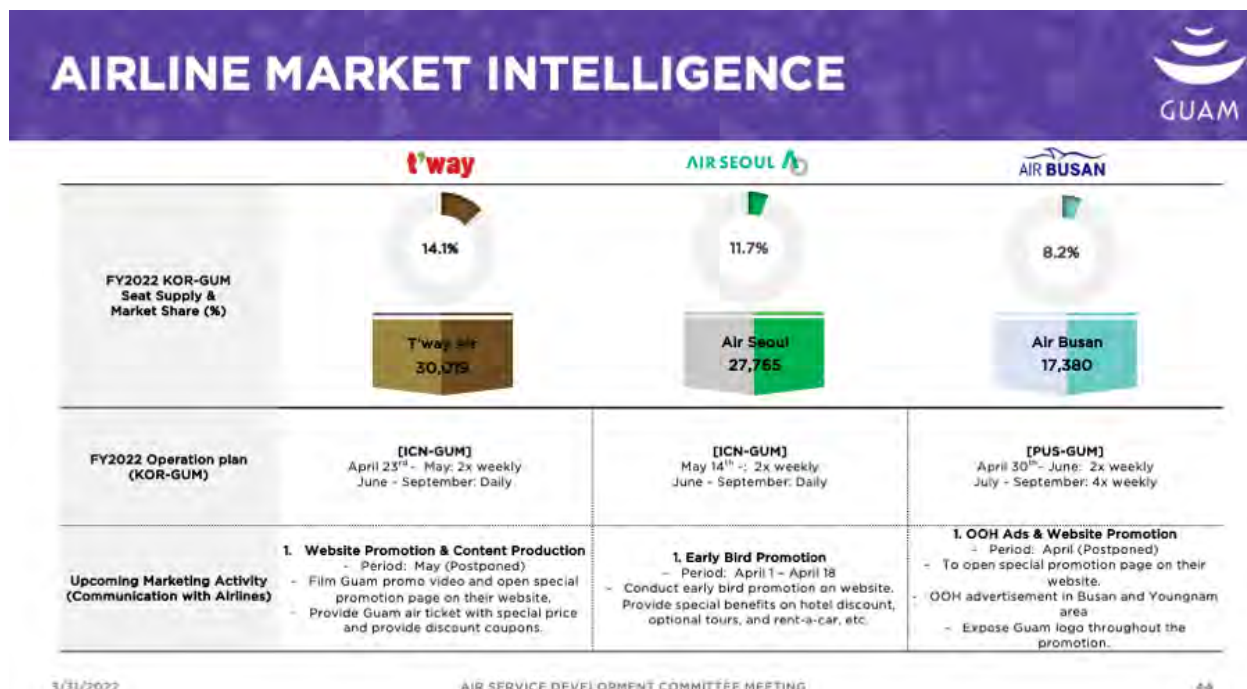 AIRLINE MARKET INTELLIGENCE
GUAM
t'way
AIR SEOUL
AIR BUSAN
FY2022 KOR-GUM
Seat Supply &
Market Share (%)
14.1%
11.7%
8.2%
T'way air
30,019
Air Seoul
27,765
Air Busan
17,380
FY2022 Operation plan
(KOR-GUM)
[ICN-GUM]
April 23rd - May: 2x weekly
June - September: Daily
[ICN-GUM]
May 14th -: 2x weekly
June - September: Daily
[PUS-GUM]
April 30th- June: 2x weekly
July - September: 4x weekly
Upcoming Marketing Activity
(Communication with Airlines)
1. Website Promotion & Content Production
- Period: May (Postponed)
- Film Guam promo video and open special
promotion page on their website.
- Provide Guam air ticket with special price
and provide discount coupons.
1. Early Bird Promotion
- Period: April 1 – April 18
- Conduct early bird promotion on website.
Provide special benefits on hotel discount,
optional tours, and rent-a-car, etc.
1. OOH Ads & Website Promotion
- Period: April (Postponed)
- To open special promotion page on their
website.
- OOH advertisement in Busan and Youngnam
area
- Expose Guam logo throughout the
promotion.
3/31/2022
AIR SERVICE DEVELOPMENT COMMITTEE MEETING
44